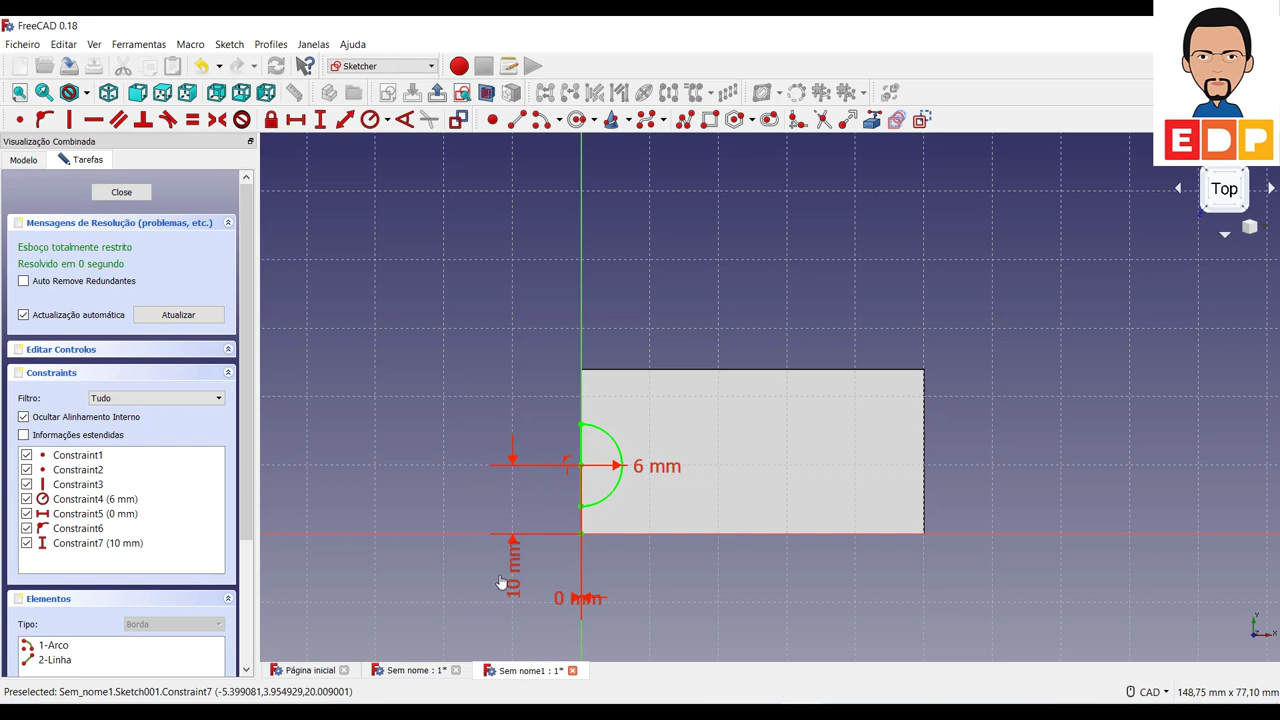 FreeCAD 0.18
Ficheiro Editar Ver Ferramentas Macro Sketch Profiles Janelas Ajuda
Sketcher
EDP
Visualização Combinada
Modelo Tarefas
Close
Mensagens de Resolução (problemas, etc.)
Esboço totalmente restrito
Resolvido em 0 segundo
Auto Remove Redundantes
Actualização automática Atualizar
Editar Controlos
Constraints
Filtro: Tudo
Ocultar Alinhamento Interno
Informações estendidas
Constraint1
Constraint2
Constraint3
Constraint4 (6 mm)
Constraint5 (0 mm)
Constraint6
Constraint7 (10 mm)
Elementos
Tipo: Borda
1-Arco
2-Linha
Top
6 mm
10 mm
0 mm
Y
X
Página inicial Sem nome : 1* Sem nome1 : 1*
Preselected: Sem_nome1.Sketch001.Constraint7 (-5.399081,3.954929,20.009001)
CAD 148,75 mm x 77,10 mm